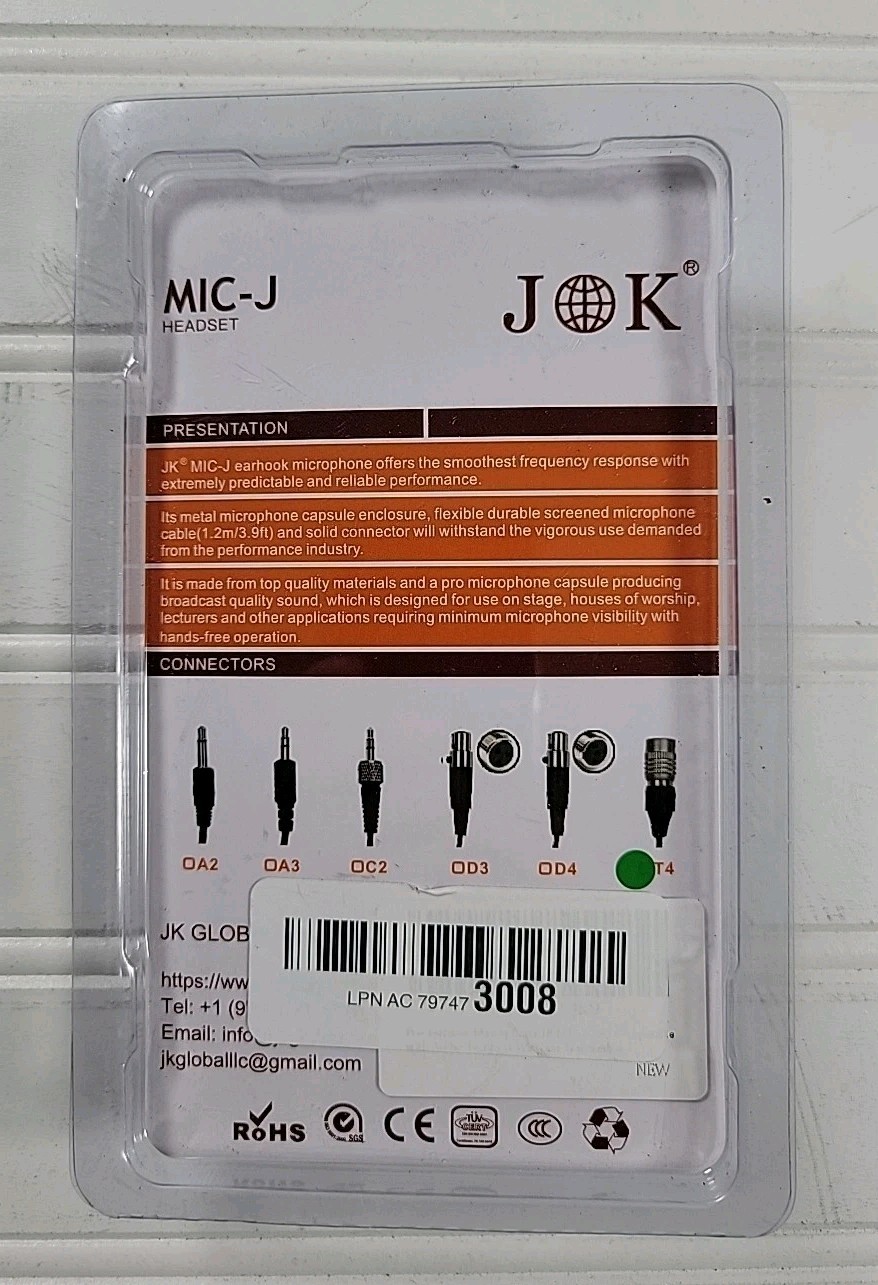 MIC-J
HEADSET
J K®
PRESENTATION
JK® MIC-J earhook microphone offers the smoothest frequency response with
extremely predictable and reliable performance.
Its metal microphone capsule enclosure, flexible durable screened microphone
cable(1.2m/3.9ft) and solid connector will withstand the vigorous use demanded
from the performance industry.
It is made from top quality materials and a pro microphone capsule producing
broadcast quality sound, which is designed for use on stage, houses of worship,
lecturers and other applications requiring minimum microphone visibility with
hands-free operation.
CONNECTORS
A2 A3 C2 D3 D4 T4
JK GLOB
https://ww
Tel: +1 (9
Email: info
jkgloballlc@gmail.com
LPN AC 79747 3008
NEW
RoHS SGS CE TÜV CERT CCC